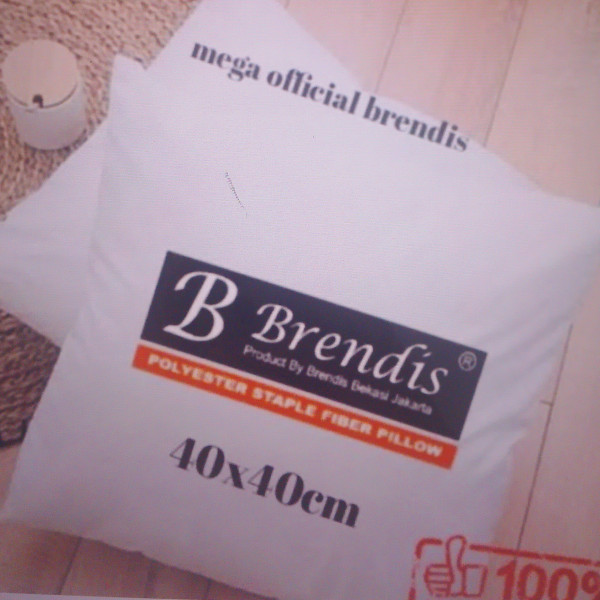 mega official brendis
B Brendis ®
Product By Brendis Bekasi Jakarta
POLYESTER STAPLE FIBER PILLOW
40x40cm
100%